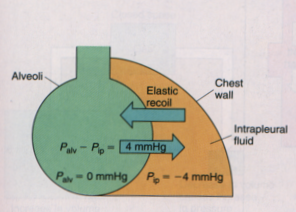 Alveoli
Elastic
recoil
Chest
wall
Intrapleural
fluid
Palv − Pip = 4 mmHg
Palv = 0 mmHg
Pip = −4 mmHg